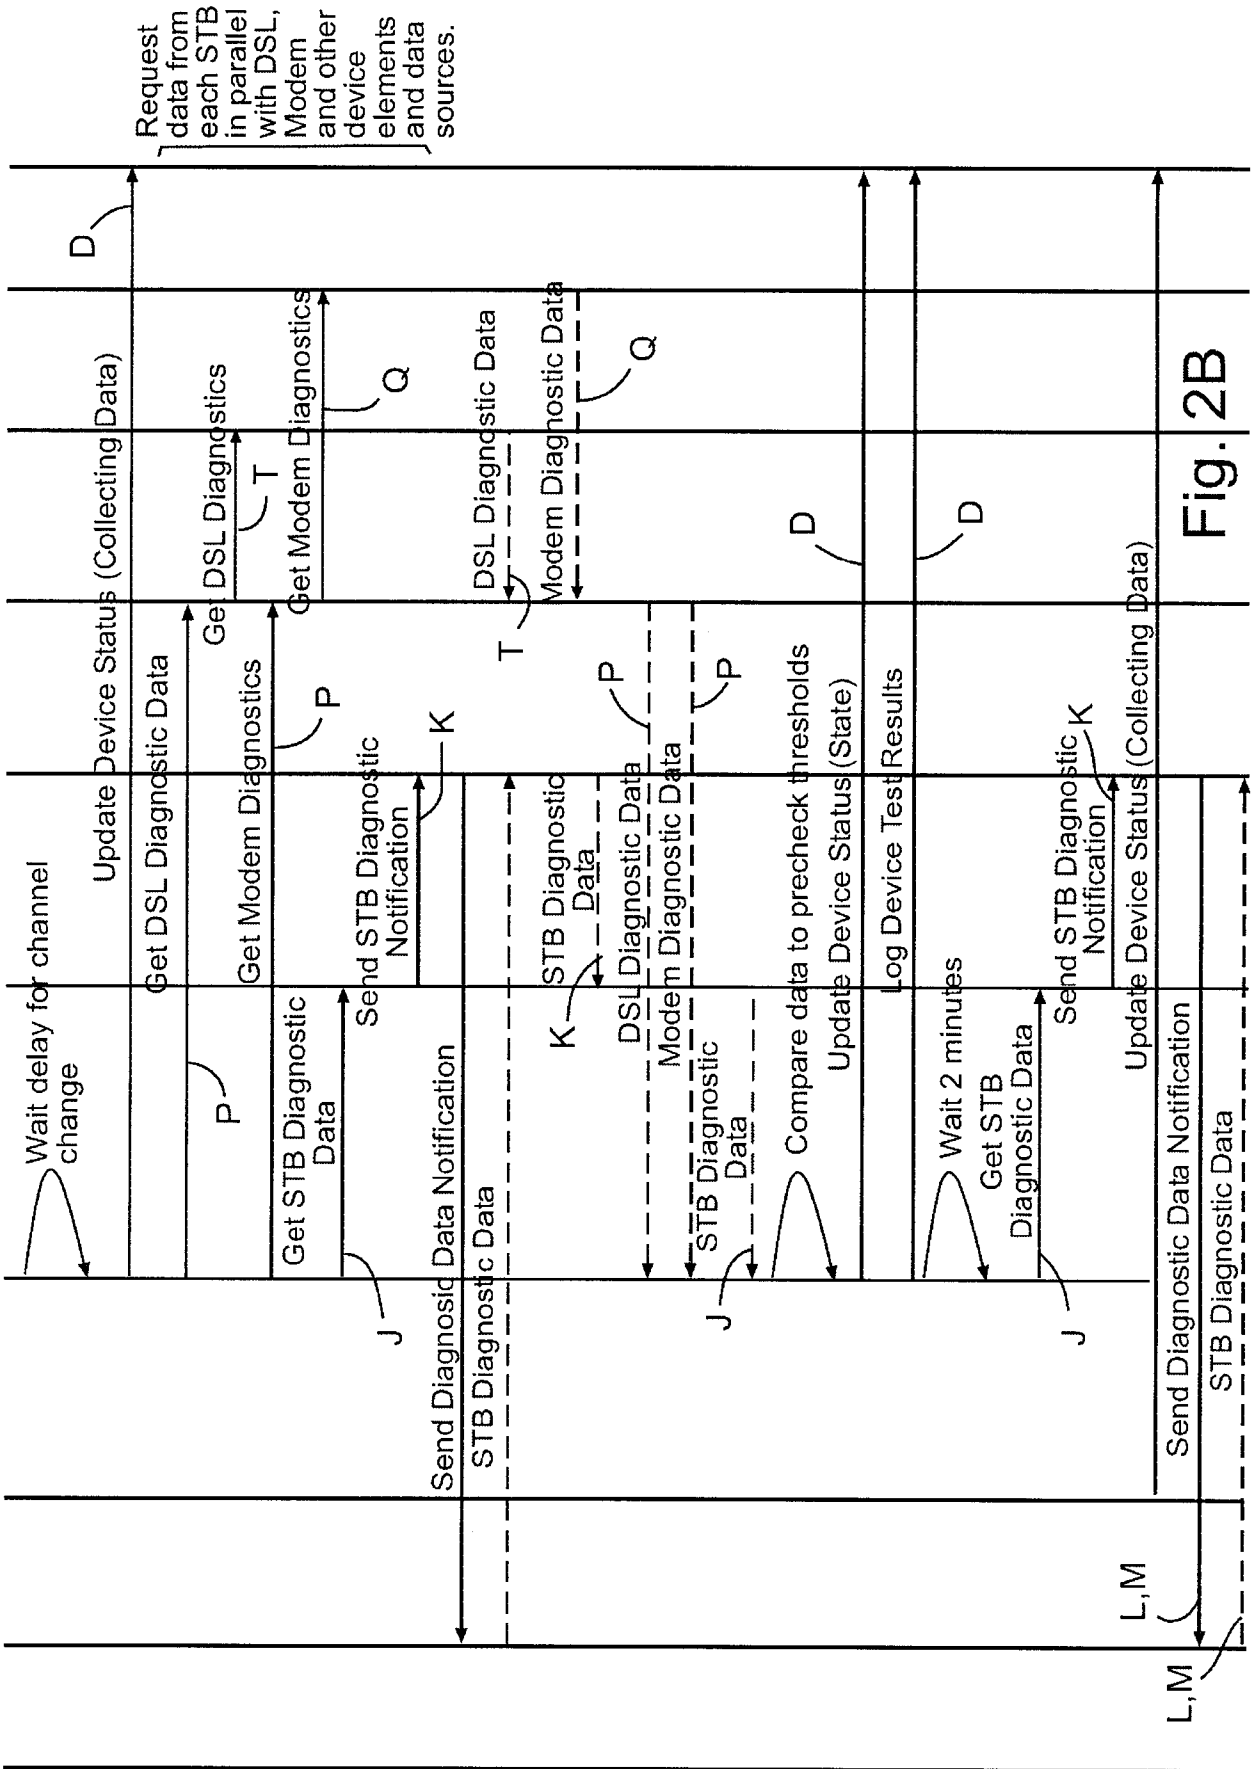 Request
data from
each STB
in parallel
with DSL,
Modem
and other
device
elements
and data
sources.
Wait delay for channel
change
Update Device Status (Collecting Data)
D
Get DSL Diagnostic Data
P
Get DSL Diagnostics
T
Get Modem Diagnostics
P
Get Modem Diagnostics
Q
Get STB Diagnostic
Data
J
Send STB Diagnostic
Notification
K
Send Diagnosic Data Notification
STB Diagnostic Data
DSL Diagnostic Data
T
Modem Diagnostic Data
Q
STB Diagnostic
Data
K
DSL Diagnostic Data
P
Modem Diagnostic Data
P
STB Diagnostic
Data
J
Compare data to precheck thresholds
Update Device Status (State)
D
Log Device Test Results
D
Wait 2 minutes
Get STB
Diagnostic Data
J
Send STB Diagnostic
Notification
K
Update Device Status (Collecting Data)
Send Diagnostic Data Notification
L,M
STB Diagnostic Data
L,M
Fig. 2B